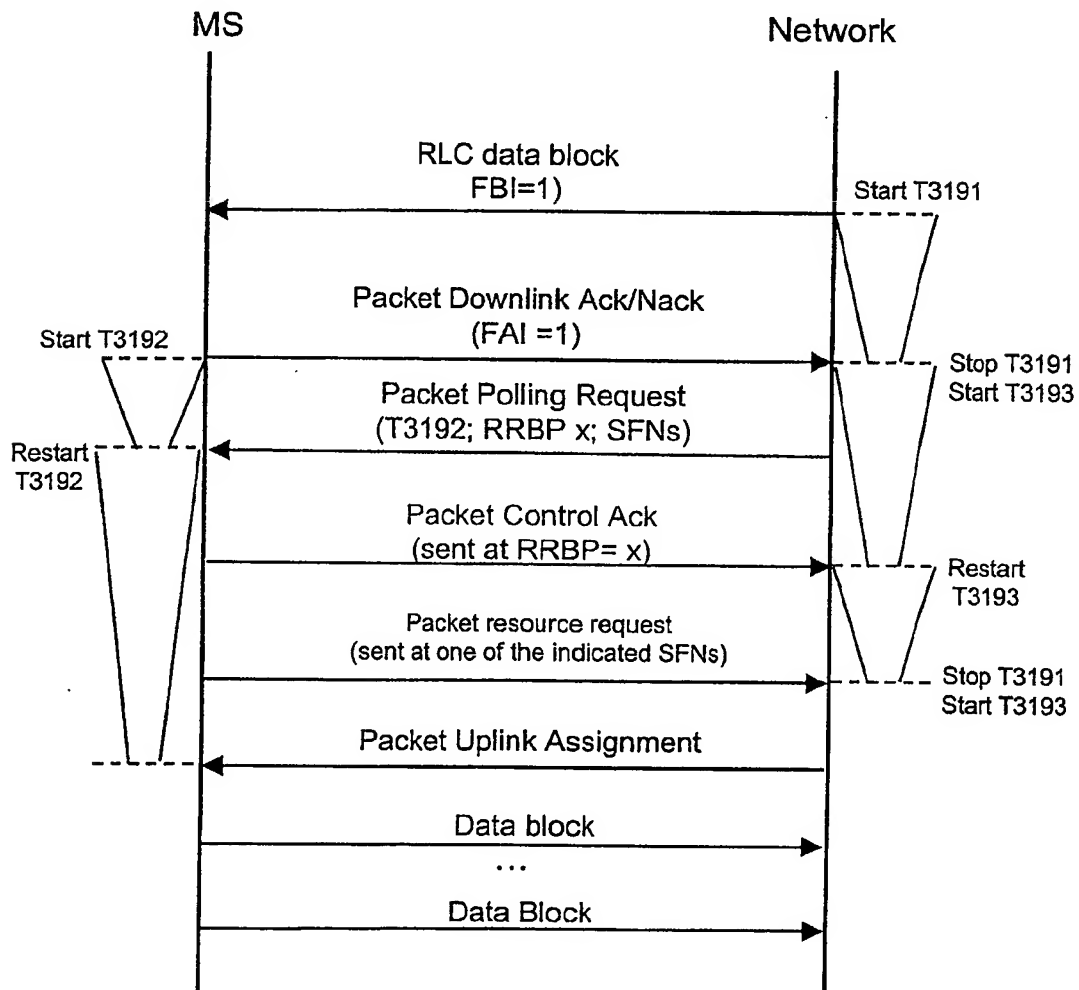 MS
Network
RLC data block
FBI=1)
Start T3191
Packet Downlink Ack/Nack
(FAI =1)
Start T3192
Stop T3191
Start T3193
Packet Polling Request
(T3192; RRBP x; SFNs)
Restart
T3192
Packet Control Ack
(sent at RRBP= x)
Restart
T3193
Packet resource request
(sent at one of the indicated SFNs)
Stop T3191
Start T3193
Packet Uplink Assignment
Data block
...
Data Block